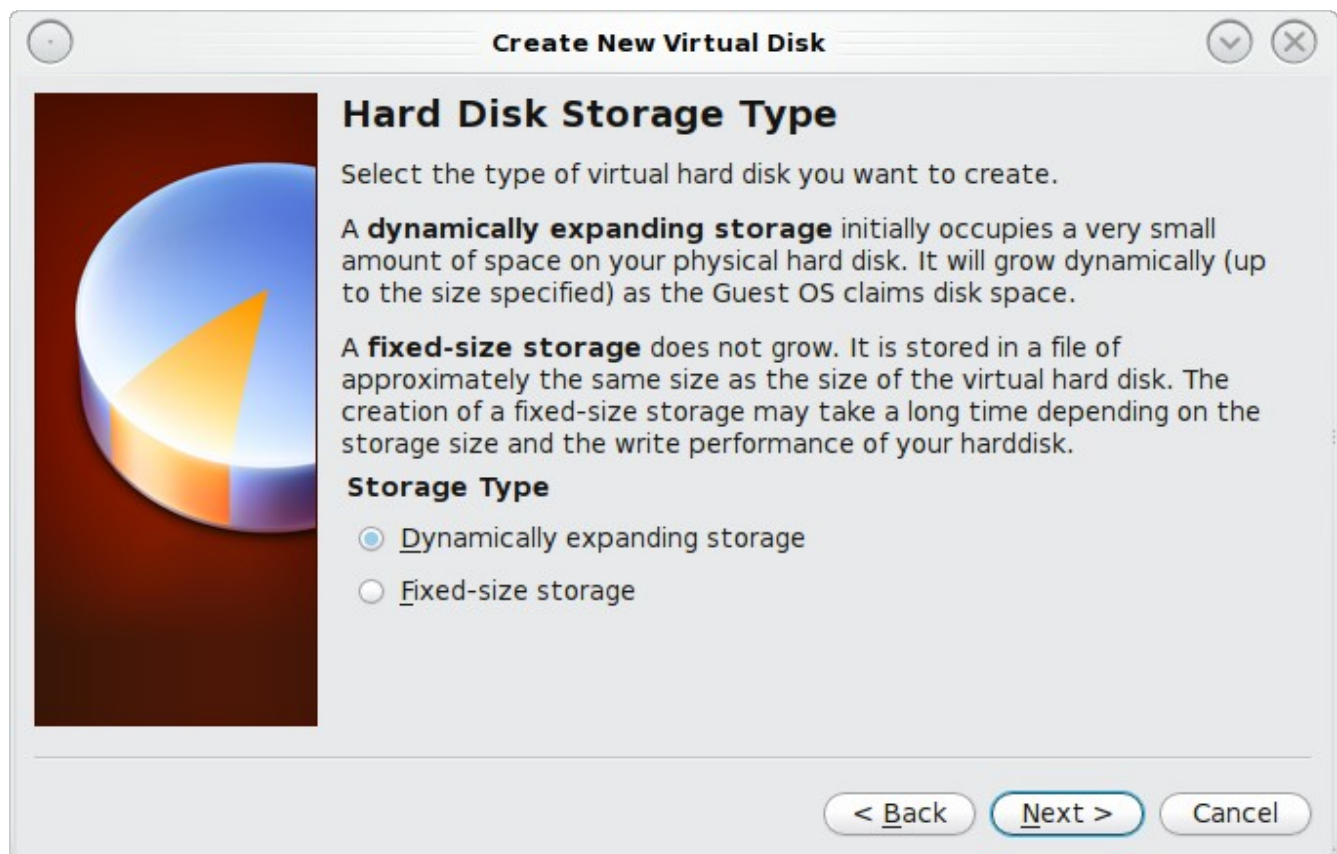 Create New Virtual Disk
Hard Disk Storage Type
Select the type of virtual hard disk you want to create.
A dynamically expanding storage initially occupies a very small
amount of space on your physical hard disk. It will grow dynamically (up
to the size specified) as the Guest OS claims disk space.
A fixed-size storage does not grow. It is stored in a file of
approximately the same size as the size of the virtual hard disk. The
creation of a fixed-size storage may take a long time depending on the
storage size and the write performance of your harddisk.
Storage Type
Dynamically expanding storage
Fixed-size storage
< Back Next > Cancel